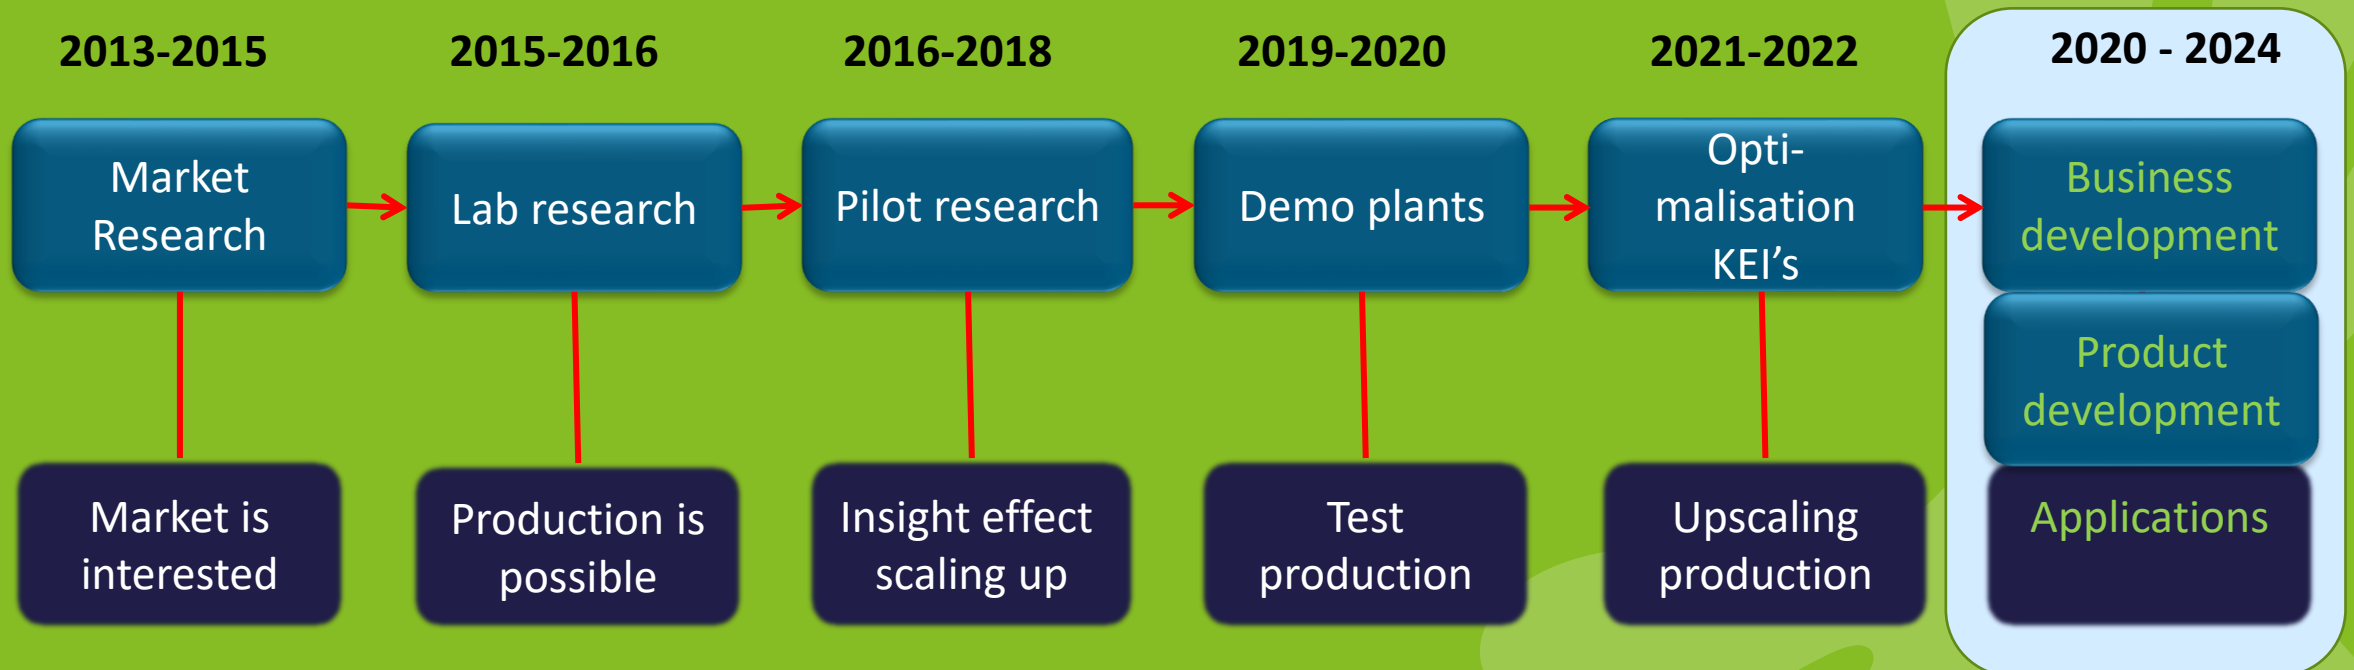 2013-2015
2015-2016
2016-2018
2019-2020
2021-2022
2020 - 2024
Market
Research
Lab research
Pilot research
Demo plants
Opti-
malisation
KEI’s
Business
development
Product
development
Market is
interested
Production is
possible
Insight effect
scaling up
Test
production
Upscaling
production
Applications